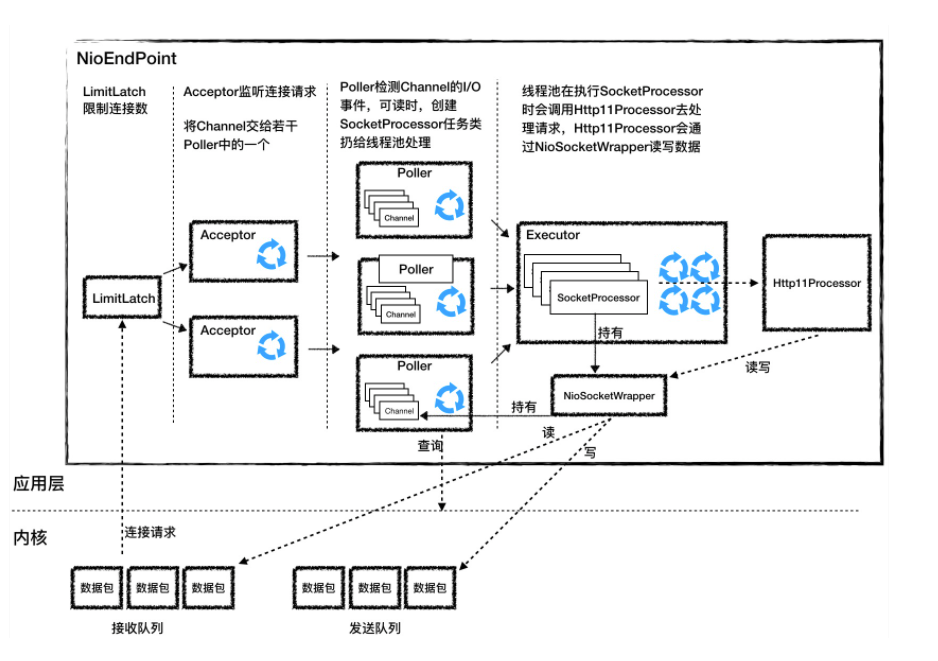 NioEndPoint
LimitLatch
限制连接数
Acceptor监听连接请求
将Channel交给若干
Poller中的一个
Poller检测Channel的I/O
事件，可读时，创建
SocketProcessor任务类
扔给线程池处理
线程池在执行SocketProcessor
时会调用Http11Processor去处
理请求，Http11Processor会通
过NioSocketWrapper读写数据
LimitLatch
Acceptor
Acceptor
Poller
Channel
Poller
Channel
Poller
Channel
Executor
SocketProcessor
Http11Processor
持有
读写
NioSocketWrapper
持有
查询
读
写
应用层
内核
连接请求
数据包
数据包
数据包
接收队列
数据包
数据包
数据包
发送队列